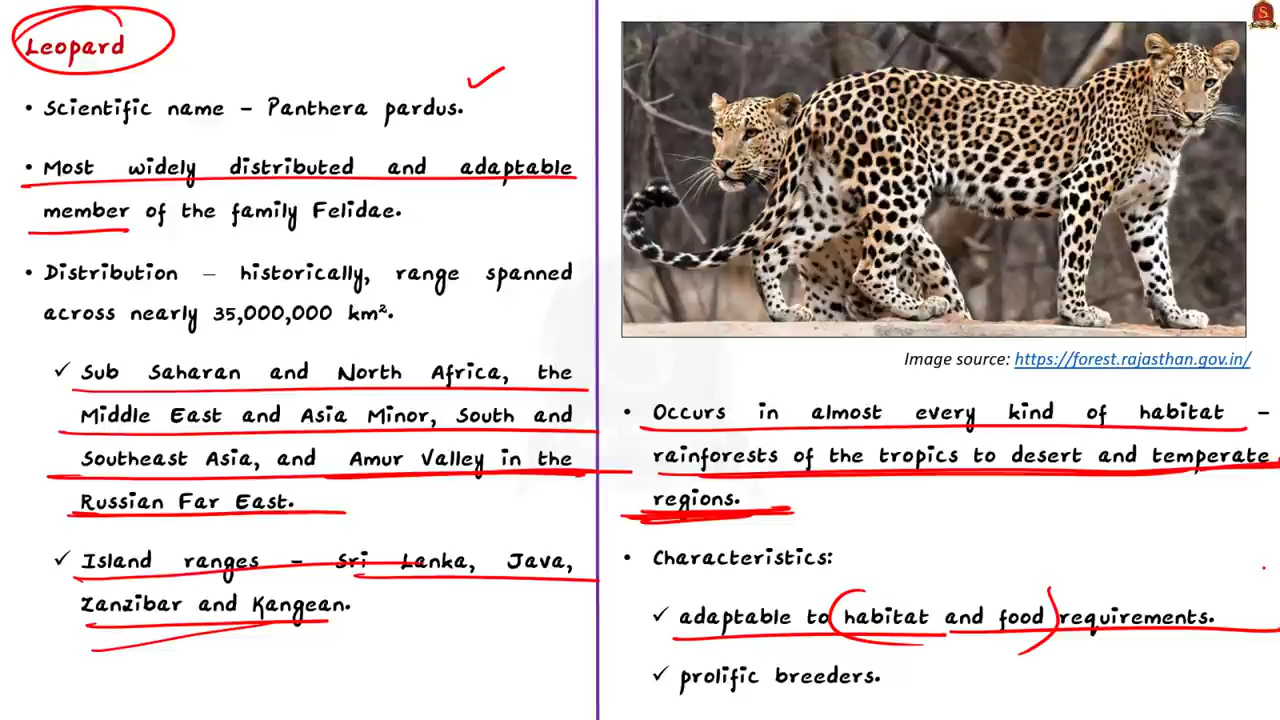 Leopard
• Scientific name - Panthera pardus.
• Most widely distributed and adaptable
member of the family Felidae.
• Distribution – historically, range spanned
across nearly 35,000,000 km².
✓ Sub Saharan and North Africa, the
Middle East and Asia Minor, South and
Southeast Asia, and Amur Valley in the
Russian Far East.
✓ Island ranges - Sri Lanka, Java,
Zanzibar and Kangean.
Image source: https://forest.rajasthan.gov.in/
• Occurs in almost every kind of habitat -
rainforests of the tropics to desert and temperate
regions.
• Characteristics:
✓ adaptable to habitat and food requirements.
✓ prolific breeders.